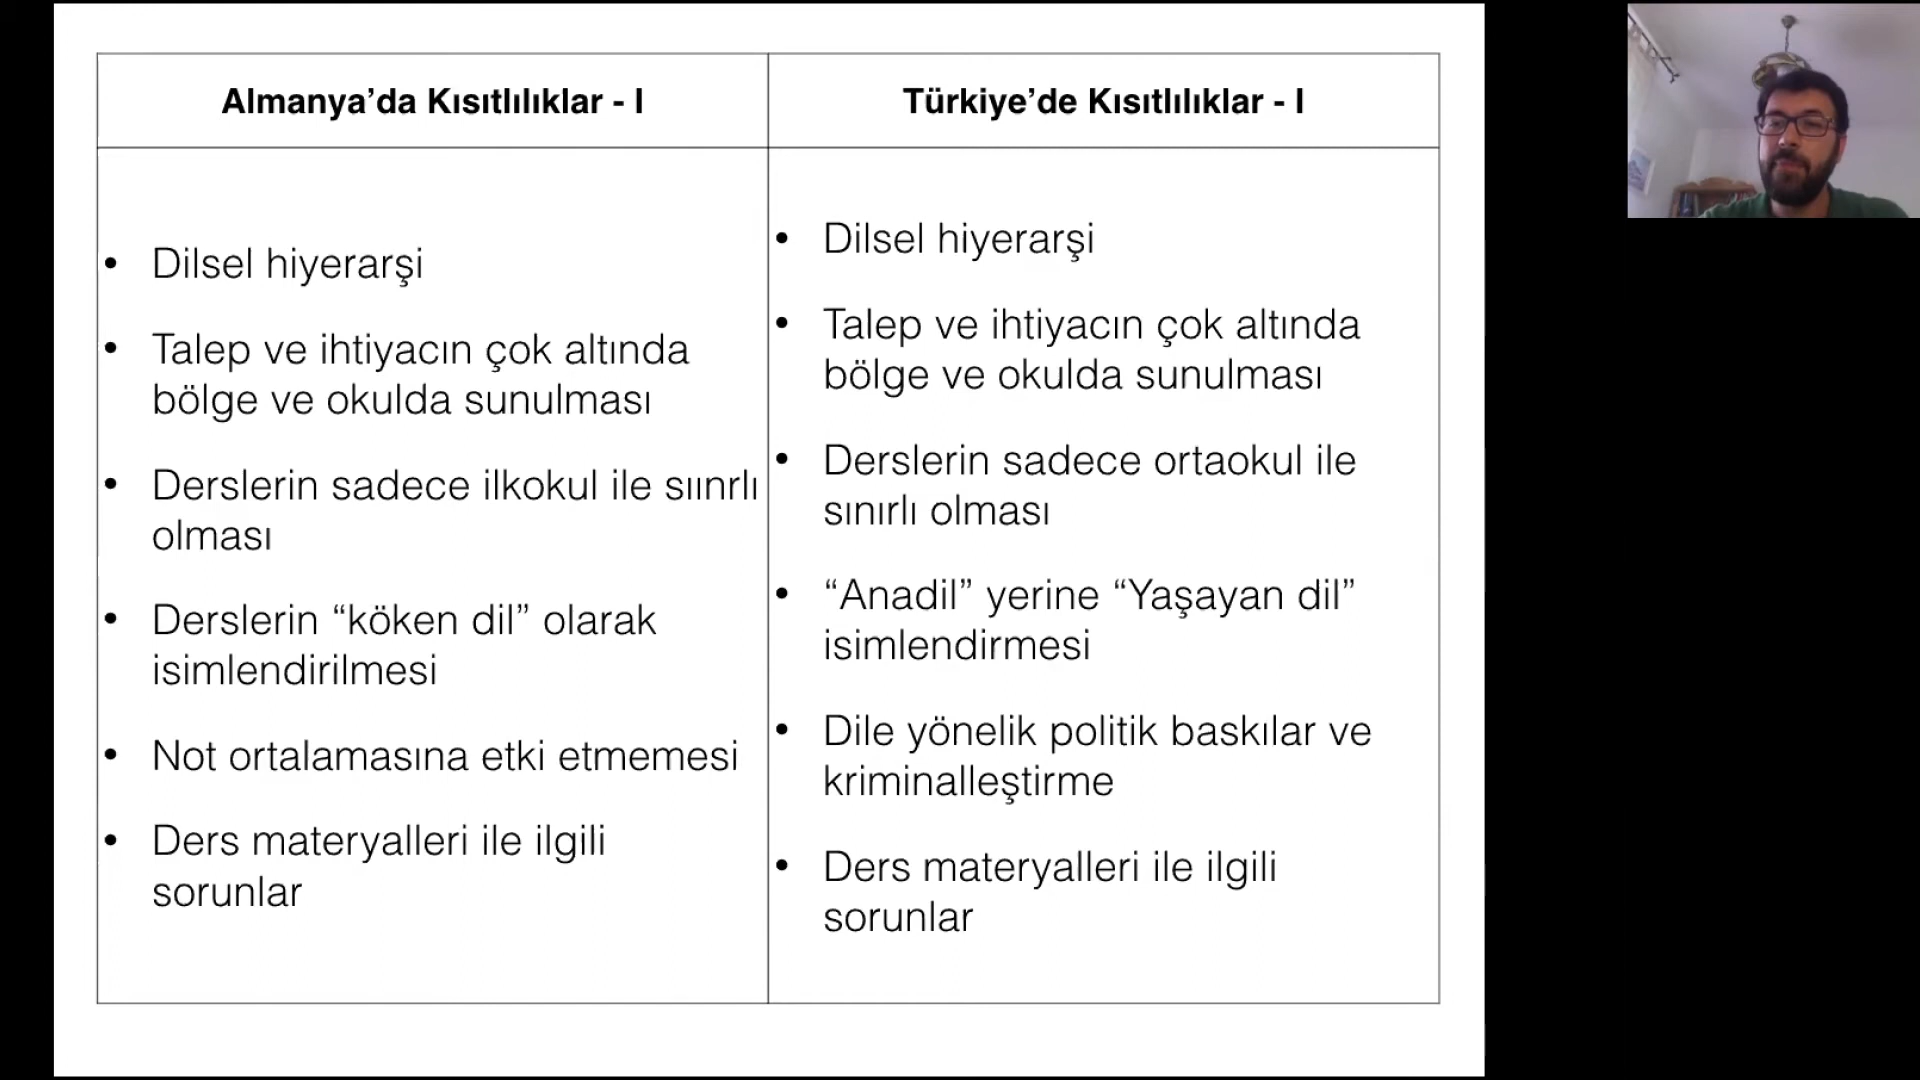 Almanya’da Kısıtlılıklar - I
• Dilsel hiyerarşi
• Talep ve ihtiyacın çok altında
bölge ve okulda sunulması
• Derslerin sadece ilkokul ile sıınrlı
olması
• Derslerin “köken dil” olarak
isimlendirilmesi
• Not ortalamasına etki etmemesi
• Ders materyalleri ile ilgili
sorunlar
Türkiye’de Kısıtlılıklar - I
• Dilsel hiyerarşi
• Talep ve ihtiyacın çok altında
bölge ve okulda sunulması
• Derslerin sadece ortaokul ile
sınırlı olması
• “Anadil” yerine “Yaşayan dil”
isimlendirmesi
• Dile yönelik politik baskılar ve
kriminalleştirme
• Ders materyalleri ile ilgili
sorunlar